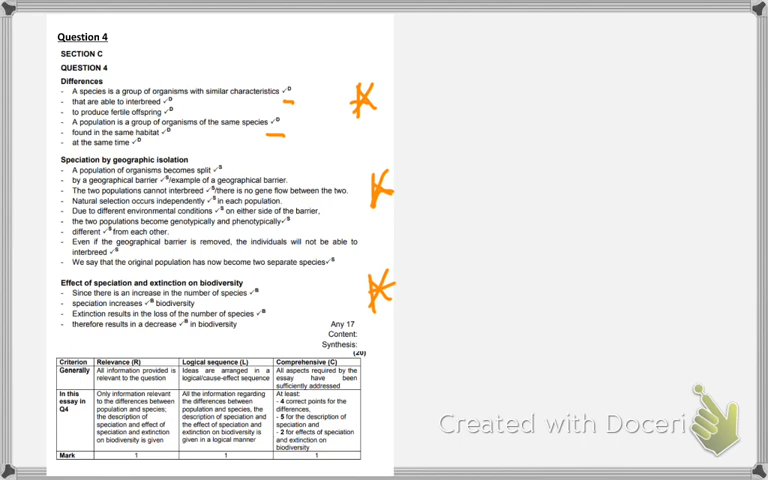 Question 4
SECTION C
QUESTION 4
Differences
- A species is a group of organisms with similar characteristics ✓D
- that are able to interbreed ✓D
- to produce fertile offspring ✓D
- A population is a group of organisms of the same species ✓D
- found in the same habitat ✓D
- at the same time ✓D
Speciation by geographic isolation
- A population of organisms becomes split ✓S
- by a geographical barrier ✓S/example of a geographical barrier.
- The two populations cannot interbreed ✓S/there is no gene flow between the two.
- Natural selection occurs independently ✓S in each population.
- Due to different environmental conditions ✓S on either side of the barrier,
- the two populations become genotypically and phenotypically✓S
- different ✓S from each other.
- Even if the geographical barrier is removed, the individuals will not be able to
interbreed ✓S
- We say that the original population has now become two separate species✓S
Effect of speciation and extinction on biodiversity
- Since there is an increase in the number of species ✓B
- speciation increases ✓B biodiversity
- Extinction results in the loss of the number of species ✓B
- therefore results in a decrease ✓B in biodiversity
Any 17
Content:
Synthesis:
(20)
Criterion Relevance (R) Logical sequence (L) Comprehensive (C)
Generally All information provided is relevant to the question Ideas are arranged in a logical/cause-effect sequence All aspects required by the essay have been sufficiently addressed
In this essay in Q4 Only information relevant to the differences between population and species; the description of speciation and effect of speciation and extinction on biodiversity is given All the information regarding the differences between population and species, the description of speciation and the effect of speciation and extinction on biodiversity is given in a logical manner At least: - 4 correct points for the differences, - 5 for the description of speciation and - 2 for effects of speciation and extinction on biodiversity
Mark 1 1 1
Created with Doceri